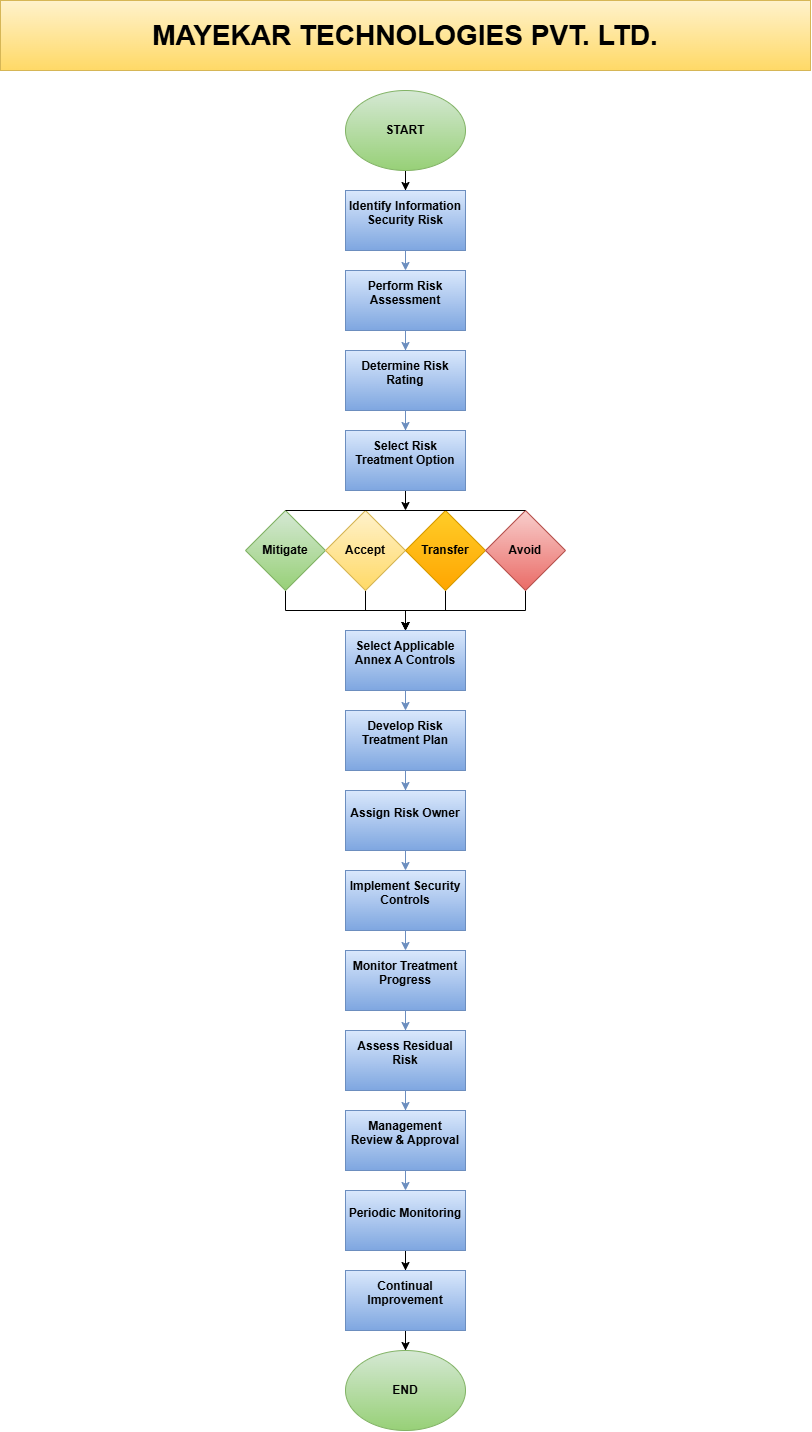 MAYEKAR TECHNOLOGIES PVT. LTD.
START
Identify Information
Security Risk
Perform Risk
Assessment
Determine Risk
Rating
Select Risk
Treatment Option
Mitigate
Accept
Transfer
Avoid
Select Applicable
Annex A Controls
Develop Risk
Treatment Plan
Assign Risk Owner
Implement Security
Controls
Monitor Treatment
Progress
Assess Residual
Risk
Management
Review & Approval
Periodic Monitoring
Continual
Improvement
END